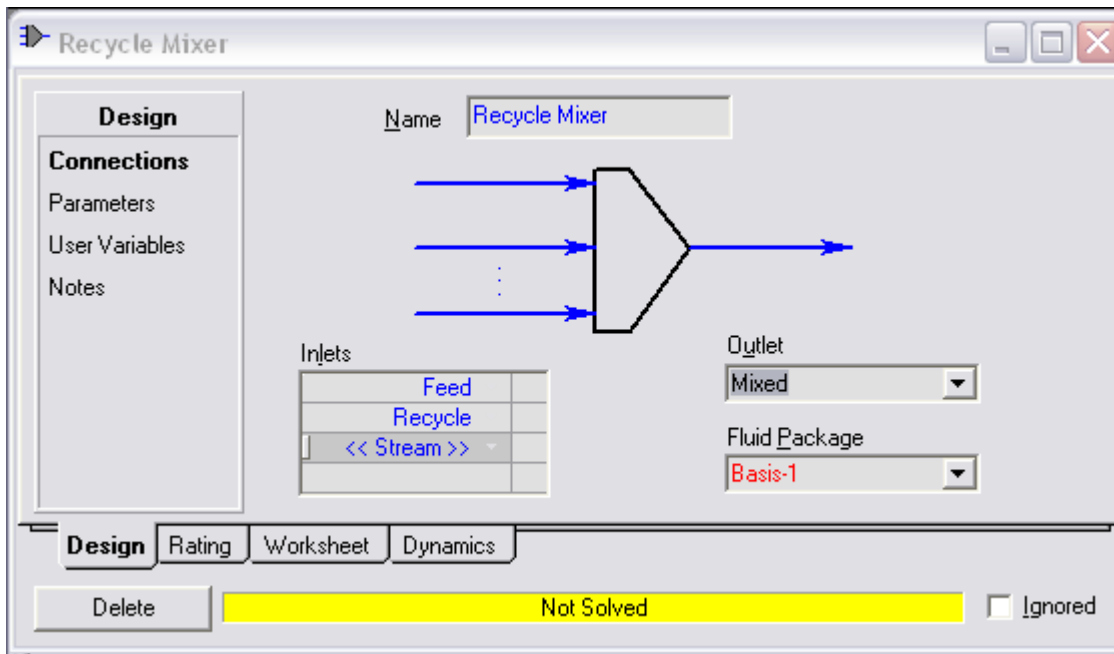 Recycle Mixer
Design
Connections
Parameters
User Variables
Notes
Name Recycle Mixer
Inlets
Feed
Recycle
<< Stream >>
Outlet
Mixed
Fluid Package
Basis-1
Design Rating Worksheet Dynamics
Delete Not Solved Ignored